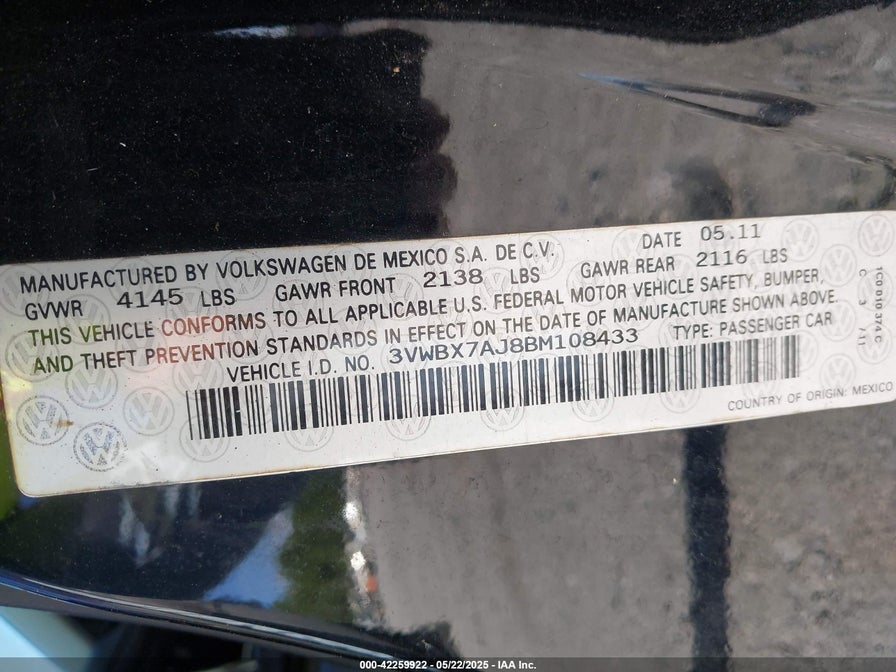 MANUFACTURED BY VOLKSWAGEN DE MEXICO S.A. DE C.V. DATE 05.11
GVWR 4145 LBS GAWR FRONT 2138 LBS GAWR REAR 2116 LBS
THIS VEHICLE CONFORMS TO ALL APPLICABLE U.S. FEDERAL MOTOR VEHICLE SAFETY, BUMPER,
AND THEFT PREVENTION STANDARDS IN EFFECT ON THE DATE OF MANUFACTURE SHOWN ABOVE.
VEHICLE I.D. NO. 3VWBX7AJ8BM108433 TYPE: PASSENGER CAR
COUNTRY OF ORIGIN: MEXICO
000-42259922 - 05/22/2025 - IAA Inc.